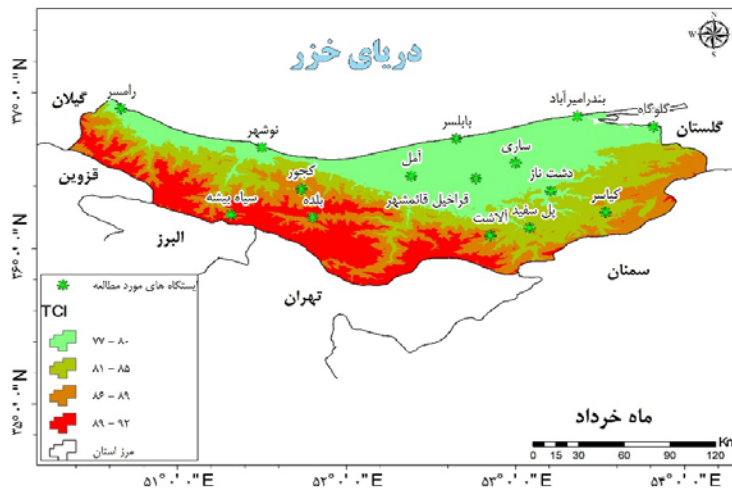 دریای خزر
N
W
E
S
گیلان
رامسر
نوشهر
بابلسر
بندرامیرآباد
گلوگاه
گلستان
ساری
آمل
دشت ناز
کجور
قراخیل قائمشهر
کیاسر
قزوین
سیاه بیشه
بلده
آلاشت
پل سفید
البرز
تهران
سمنان
ایستگاه های مورد مطالعه
TCI
۷۷ – ۸۰
۸۱ – ۸۵
۸۶ – ۸۹
۸۹ – ۹۲
مرز استان
ماه خرداد
0 15 30 60 90 120 Km
۳۷°۰'۰"N
۳۶°۰'۰"N
۳۵°۰'۰"N
۵۱°۰'۰"E
۵۲°۰'۰"E
۵۳°۰'۰"E
۵۴°۰'۰"E